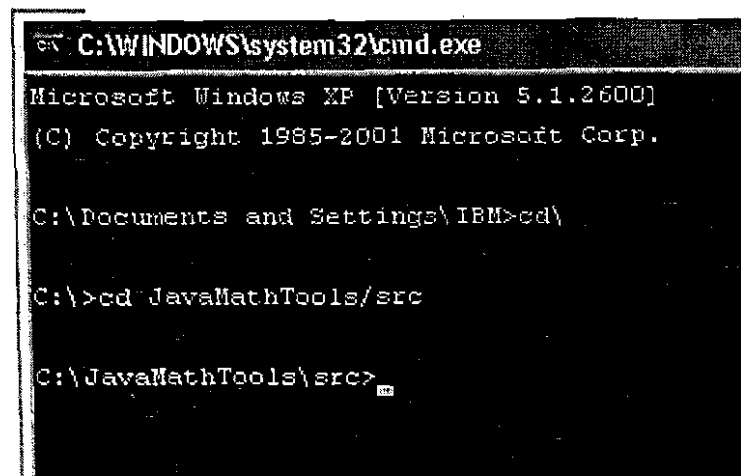 C:\WINDOWS\system32\cmd.exe
Microsoft Windows XP [Version 5.1.2600]
(C) Copyright 1985-2001 Microsoft Corp.
C:\Documents and Settings\IBM>cd\
C:\>cd JavaMathTools/src
C:\JavaMathTools\src>